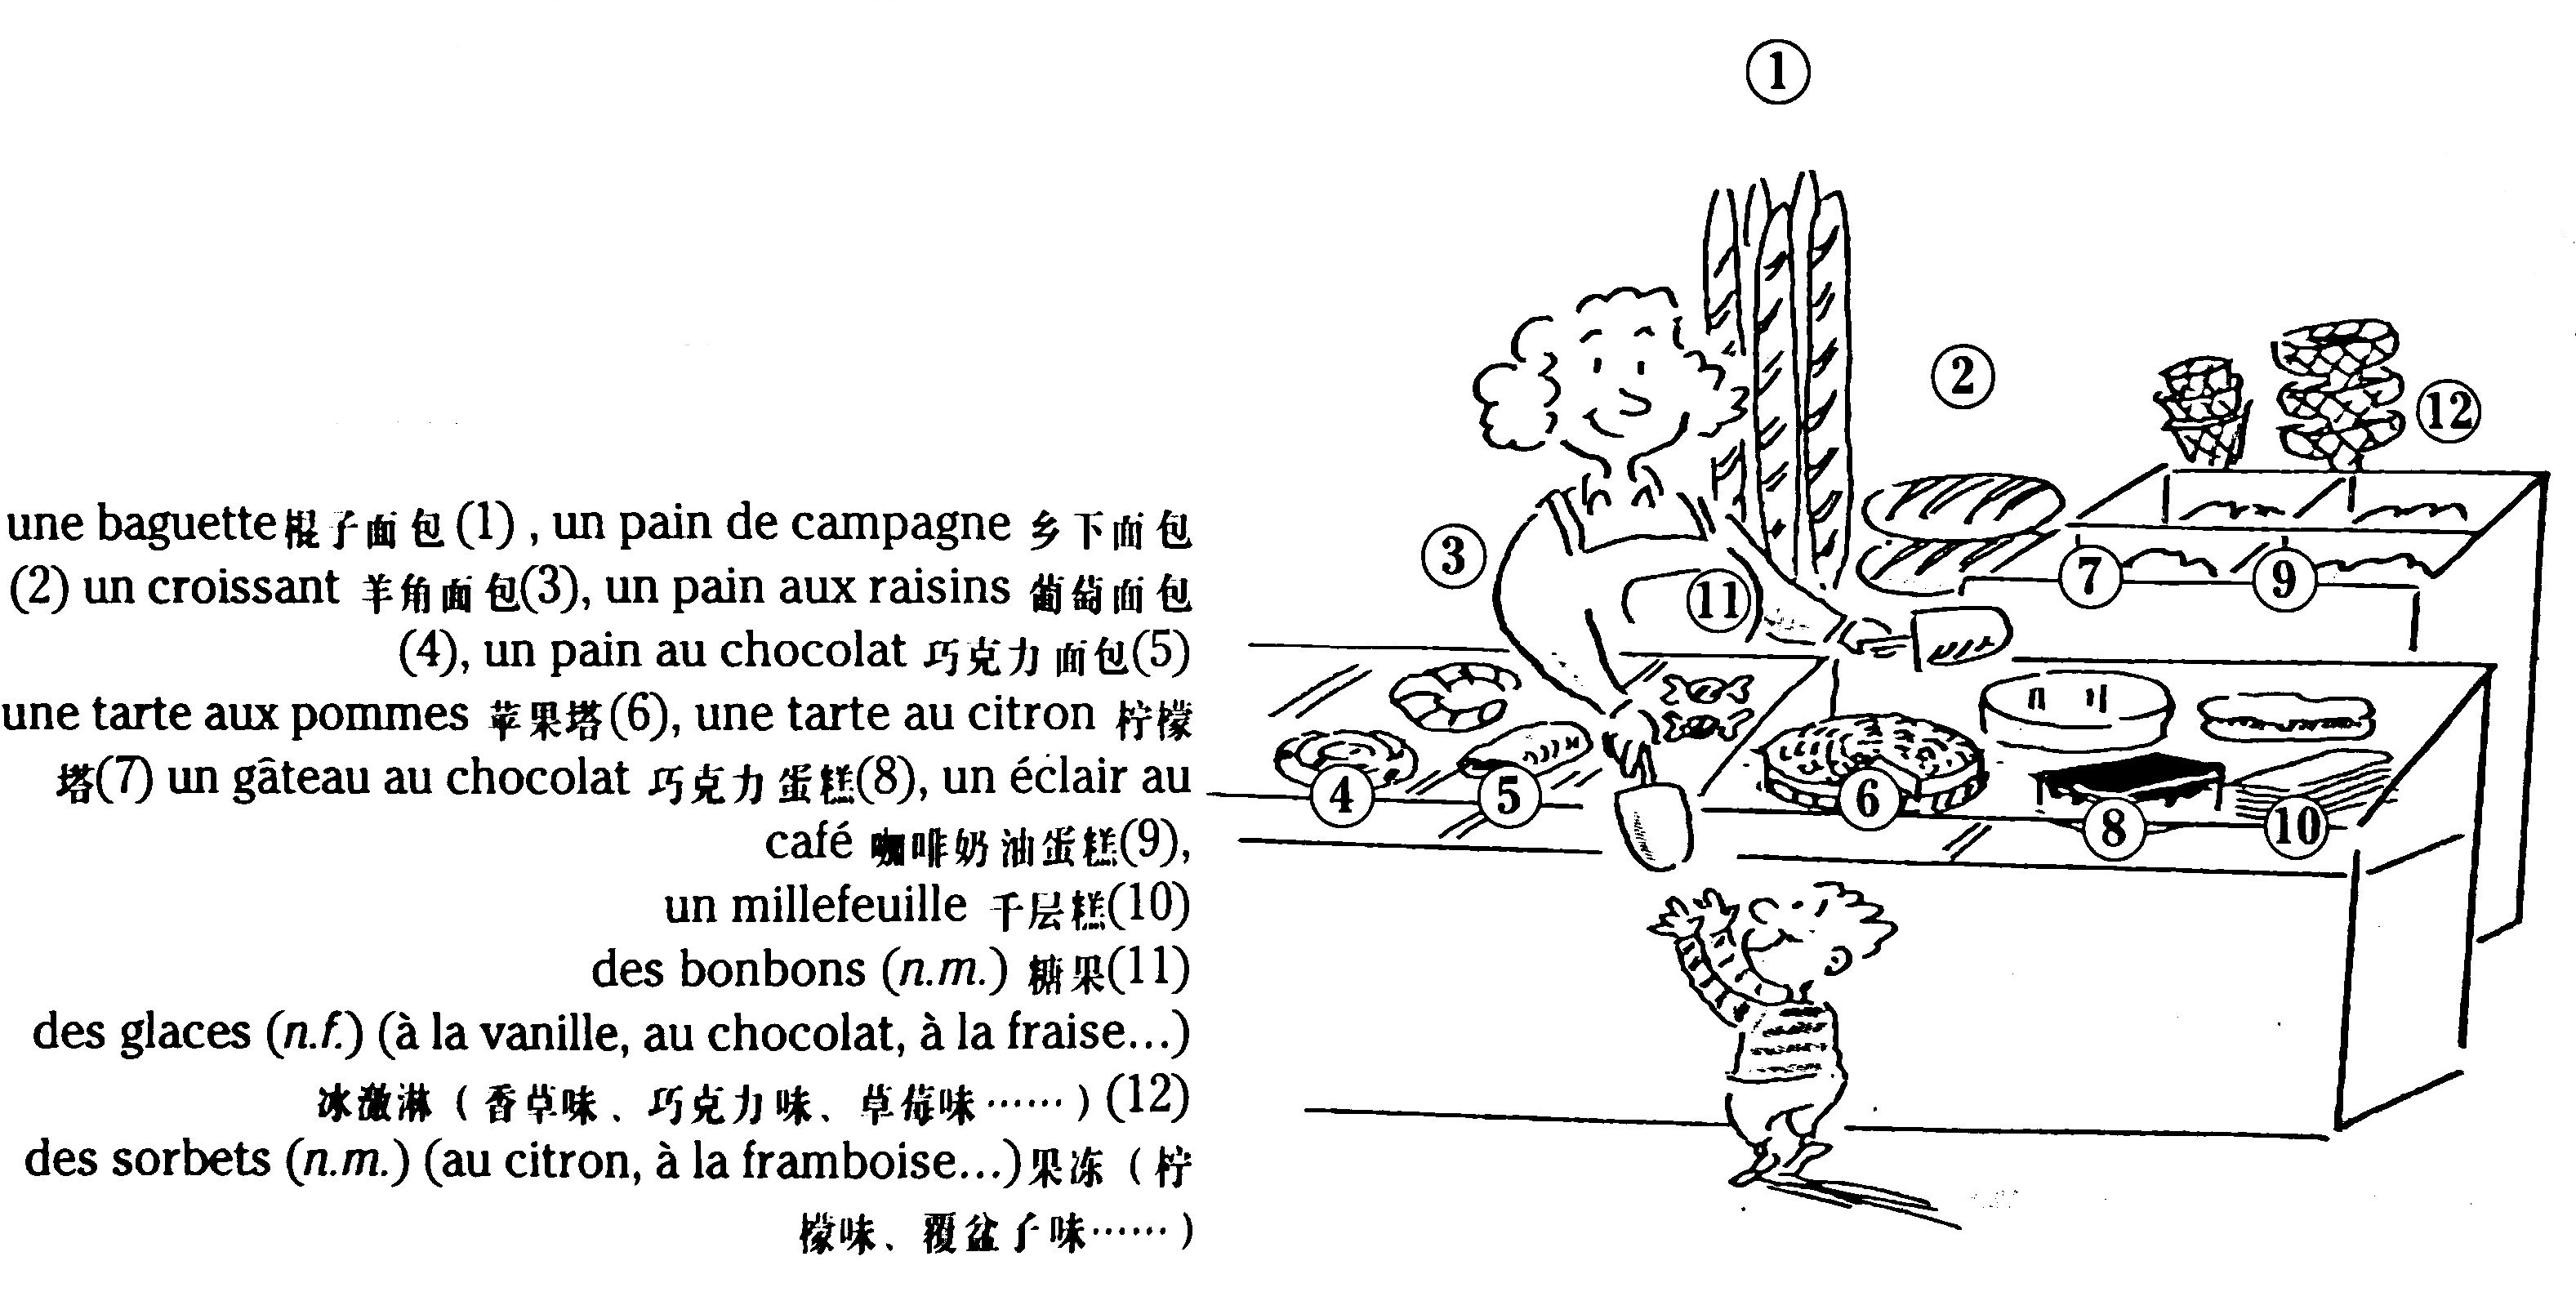 une baguette棍子面包(1), un pain de campagne 乡下面包
(2) un croissant 羊角面包(3), un pain aux raisins 葡萄面包
(4), un pain au chocolat 巧克力面包(5)
une tarte aux pommes 苹果塔(6), une tarte au citron 柠檬
塔(7) un gâteau au chocolat 巧克力蛋糕(8), un éclair au
café 咖啡奶油蛋糕(9),
un millefeuille 千层糕(10)
des bonbons (n.m.) 糖果(11)
des glaces (n.f.) (à la vanille, au chocolat, à la fraise...)
冰激淋（香草味、巧克力味、草莓味……）(12)
des sorbets (n.m.) (au citron, à la framboise...)果冻（柠
檬味、覆盆子味……）
1
2
12
3
7
9
11
4
5
6
8
10